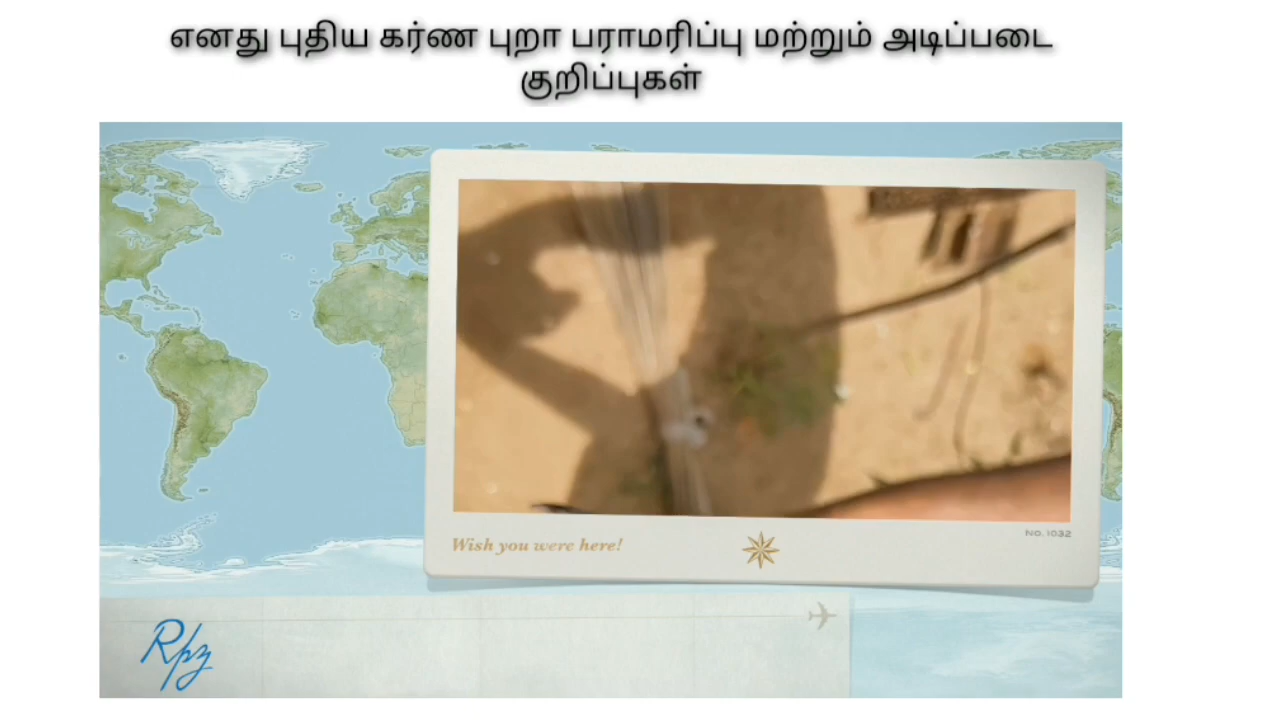 எனது புதிய கர்ண புறா பராமரிப்பு மற்றும் அடிப்படை
குறிப்புகள்
Wish you were here!
NO. 1032
Rpz